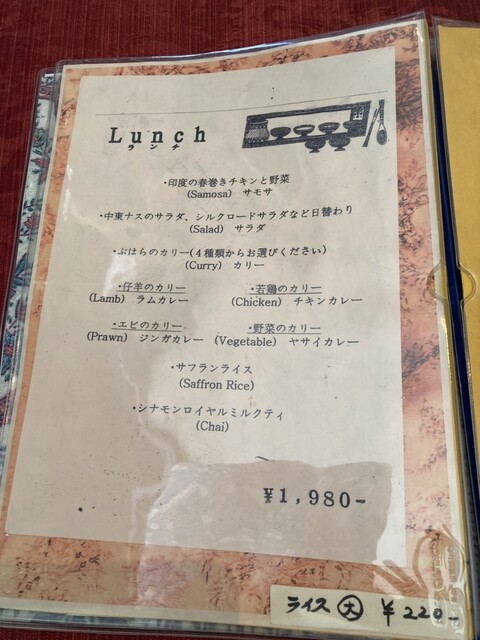 Lunch
ランチ
・印度の春巻きチキンと野菜
(Samosa) サモサ
・中東ナスのサラダ、シルクロードサラダなど日替わり
(Salad) サラダ
・ぶはらのカリー(４種類からお選びください)
(Curry) カリー
・仔羊のカリー ・若鶏のカリー
(Lamb) ラムカレー (Chicken) チキンカレー
・エビのカリー ・野菜のカリー
(Prawn) ジンガカレー (Vegetable) ヤサイカレー
・サフランライス
(Saffron Rice)
・シナモンロイヤルミルクティ
(Chai)
¥1,980-
ライス 大 ¥220-